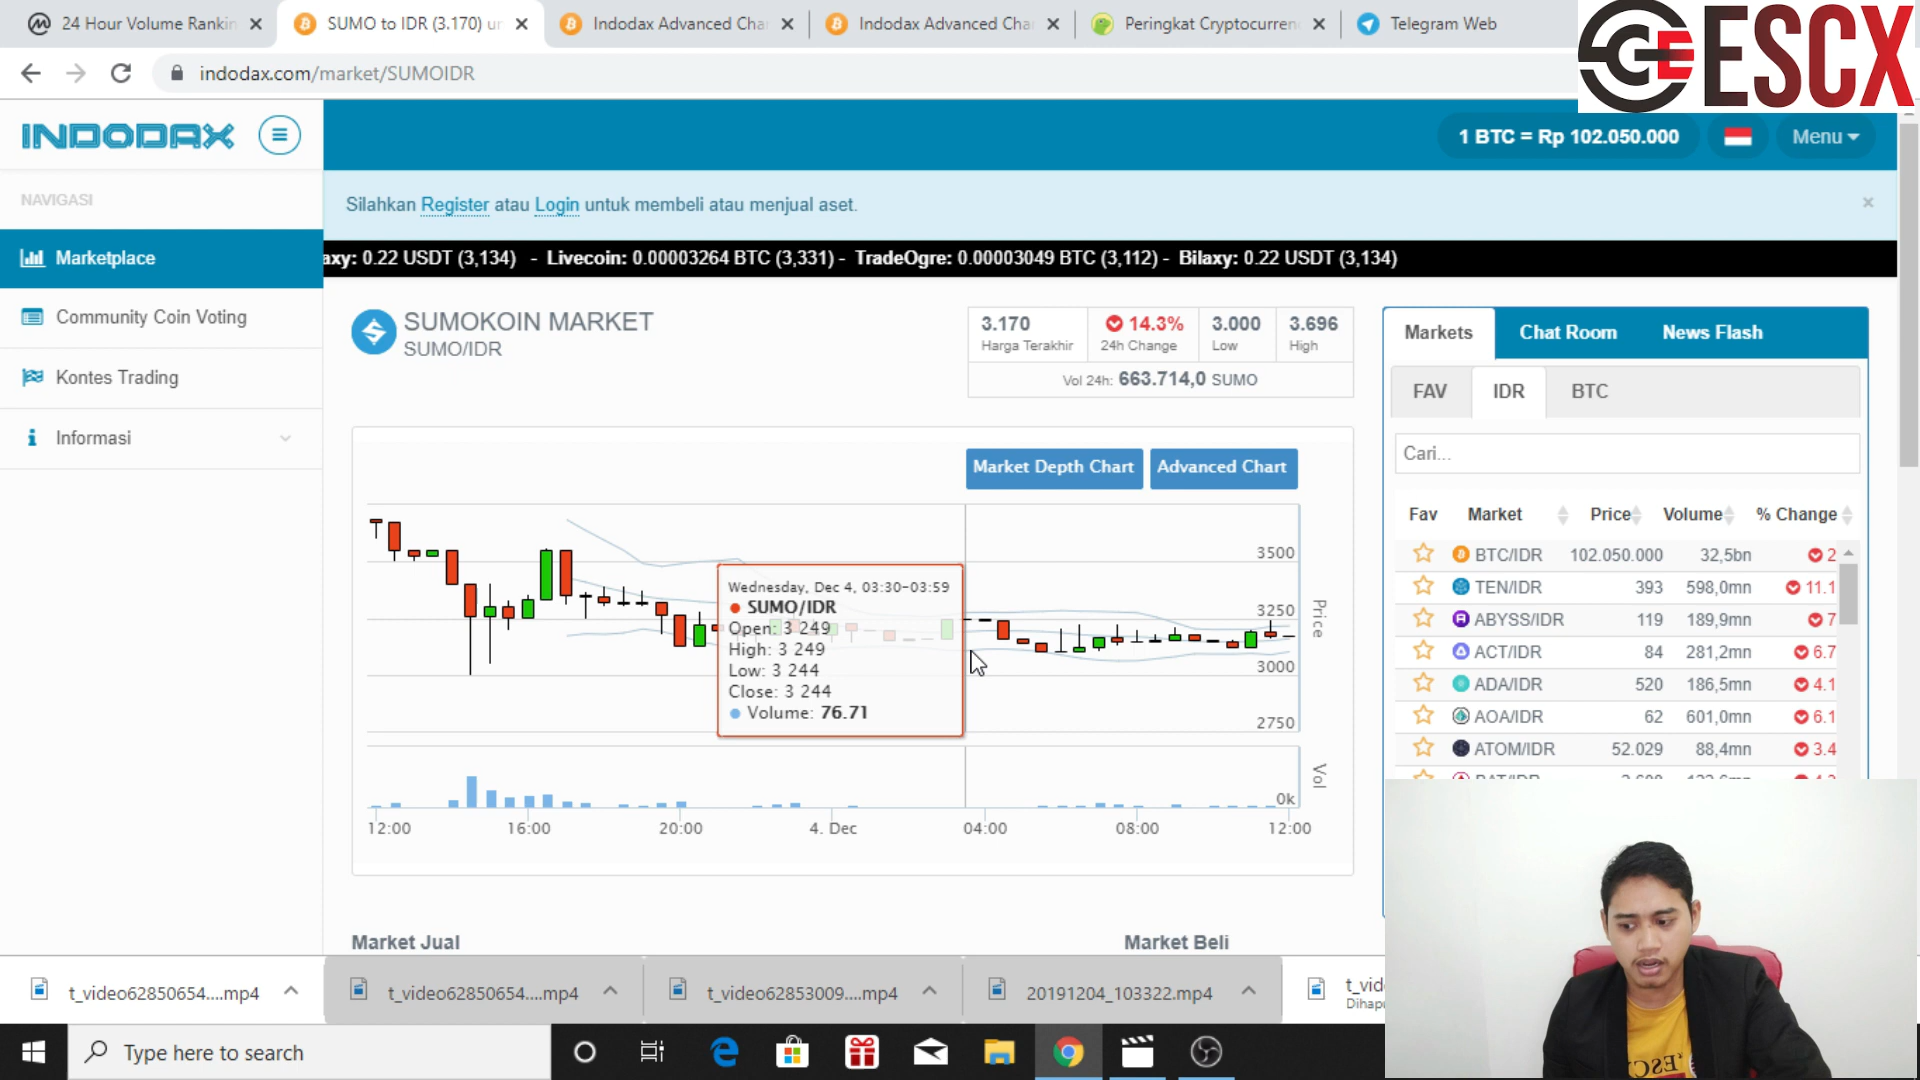 24 Hour Volume Rankin
SUMO to IDR (3.170) un
Indodax Advanced Cha
Indodax Advanced Cha
Peringkat Cryptocurren
Telegram Web
indodax.com/market/SUMOIDR
ESCX
INDODAX
1 BTC = Rp 102.050.000
Menu
NAVIGASI
Marketplace
Community Coin Voting
Kontes Trading
Informasi
Silahkan Register atau Login untuk membeli atau menjual aset.
axy: 0.22 USDT (3,134) - Livecoin: 0.00003264 BTC (3,331) - TradeOgre: 0.00003049 BTC (3,112) - Bilaxy: 0.22 USDT (3,134)
SUMOKOIN MARKET
SUMO/IDR
3.170
Harga Terakhir
14.3%
24h Change
3.000
Low
3.696
High
Vol 24h: 663.714,0 SUMO
Market Depth Chart
Advanced Chart
3500
3250
3000
2750
Price
Wednesday, Dec 4, 03:30-03:59
SUMO/IDR
Open: 3 249
High: 3 249
Low: 3 244
Close: 3 244
Volume: 76.71
0k
Vol
12:00 16:00 20:00 4. Dec 04:00 08:00 12:00
Market Jual
Market Beli
Markets
Chat Room
News Flash
FAV
IDR
BTC
Cari...
Fav Market Price Volume % Change
BTC/IDR 102.050.000 32,5bn 2
TEN/IDR 393 598,0mn 11.1
ABYSS/IDR 119 189,9mn 7
ACT/IDR 84 281,2mn 6.7
ADA/IDR 520 186,5mn 4.1
AOA/IDR 62 601,0mn 6.1
ATOM/IDR 52.029 88,4mn 3.4
t_video62850654....mp4
t_video62850654....mp4
t_video62853009....mp4
20191204_103322.mp4
t_vid
Dihapu
Type here to search